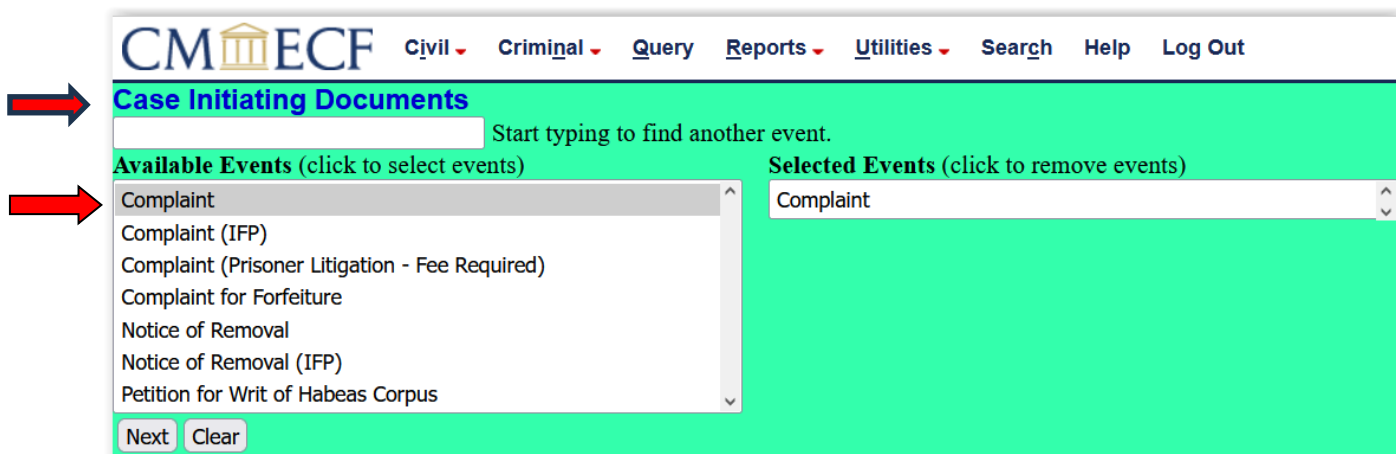 CM ECF Civil Criminal Query Reports Utilities Search Help Log Out
Case Initiating Documents
Start typing to find another event.
Available Events (click to select events) Selected Events (click to remove events)
Complaint Complaint
Complaint (IFP)
Complaint (Prisoner Litigation - Fee Required)
Complaint for Forfeiture
Notice of Removal
Notice of Removal (IFP)
Petition for Writ of Habeas Corpus
Next Clear